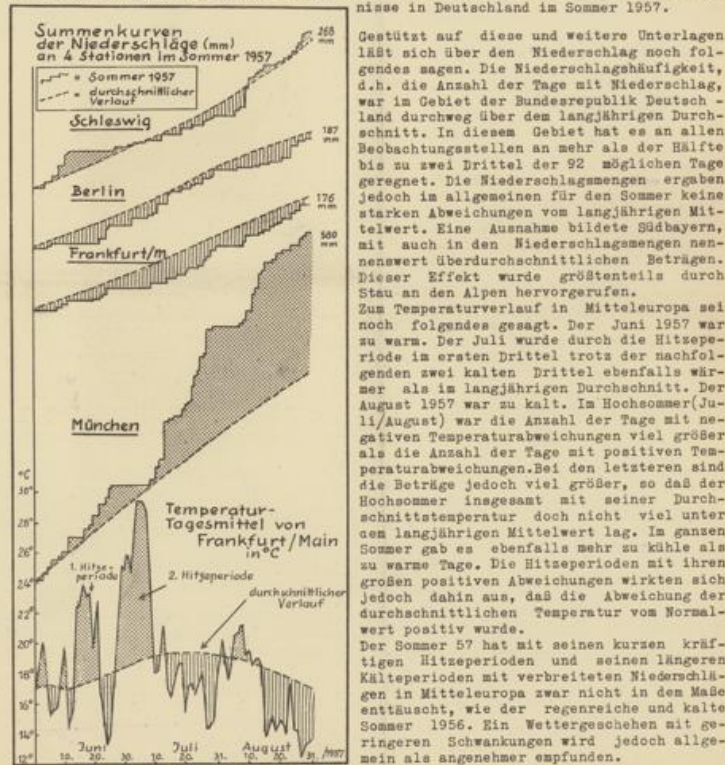 Summenkurven
der Niederschläge (mm)
an 4 Stationen im Sommer 1957
= Sommer 1957
= durchschnittlicher
Verlauf
Schleswig
268
mm
Berlin
187
mm
Frankfurt/M
176
mm
580
mm
München
°C
30°
28°
26°
24°
22°
20°
18°
16°
14°
12°
Temperatur-
Tagesmittel von
Frankfurt/Main
in °C
1. Hitze-
periode
2. Hitzeperiode
durchschnittlicher
Verlauf
10. 20. 30. 10. 20. 31. 10. 20. 31. /1957
Juni Juli August
nisse in Deutschland im Sommer 1957.
Gestützt auf diese und weitere Unterlagen
läßt sich über den Niederschlag noch fol-
gendes sagen. Die Niederschlagshäufigkeit,
d.h. die Anzahl der Tage mit Niederschlag,
war im Gebiet der Bundesrepublik Deutsch -
land durchweg über dem langjährigen Durch-
schnitt. In diesem Gebiet hat es an allen
Beobachtungsstellen an mehr als der Hälfte
bis zu zwei Drittel der 92 möglichen Tage
geregnet. Die Niederschlagsmengen ergaben
jedoch im allgemeinen für den Sommer keine
starken Abweichungen vom langjährigen Mit-
telwert. Eine Ausnahme bildete Südbayern,
mit auch in den Niederschlagsmengen nen-
nenswert überdurchschnittlichen Beträgen.
Dieser Effekt wurde größtenteils durch
Stau an den Alpen hervorgerufen.
Zum Temperaturverlauf in Mitteleuropa sei
noch folgendes gesagt. Der Juni 1957 war
zu warm. Der Juli wurde durch die Hitzepe-
riode im ersten Drittel trotz der nachfol-
genden zwei kalten Drittel ebenfalls wär-
mer als im langjährigen Durchschnitt. Der
August 1957 war zu kalt. Im Hochsommer(Ju-
li/August) war die Anzahl der Tage mit ne-
gativen Temperaturabweichungen viel größer
als die Anzahl der Tage mit positiven Tem-
peraturabweichungen.Bei den letzteren sind
die Beträge jedoch viel größer, so daß der
Hochsommer insgesamt mit seiner Durch-
schnittstemperatur doch nicht viel unter
dem langjährigen Mittelwert lag. Im ganzen
Sommer gab es ebenfalls mehr zu kühle als
zu warme Tage. Die Hitzeperioden mit ihren
großen positiven Abweichungen wirkten sich
jedoch dahin aus, daß die Abweichung der
durchschnittlichen Temperatur vom Normal-
wert positiv wurde.
Der Sommer 57 hat mit seinen kurzen kräf-
tigen Hitzeperioden und seinen längeren
Kälteperioden mit verbreiteten Niederschlä-
gen in Mitteleuropa zwar nicht in dem Maße
enttäuscht, wie der regenreiche und kalte
Sommer 1956. Ein Wettergeschehen mit ge-
ringeren Schwankungen wird jedoch allge-
mein als angenehmer empfunden.